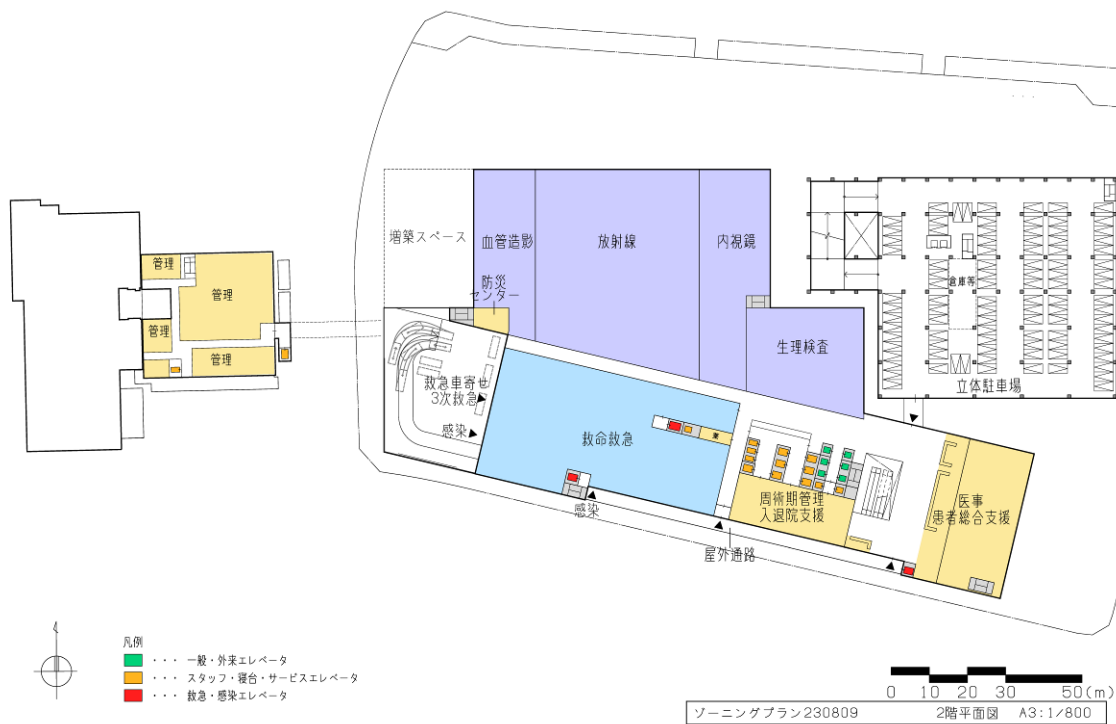 増築スペース
血管造影
放射線
内視鏡
防災
センター
管理
管理
管理
管理
倉庫等
生理検査
立体駐車場
救急車寄せ
3次救急
感染
救命救急
薬
周術期管理
入退院支援
医事
患者総合支援
感染
屋外通路
凡例
・・・ 一般・外来エレベータ
・・・ スタッフ・寝台・サービスエレベータ
・・・ 救急・感染エレベータ
0 10 20 30 50(m)
ゾーニングプラン230809 2階平面図 A3:1/800